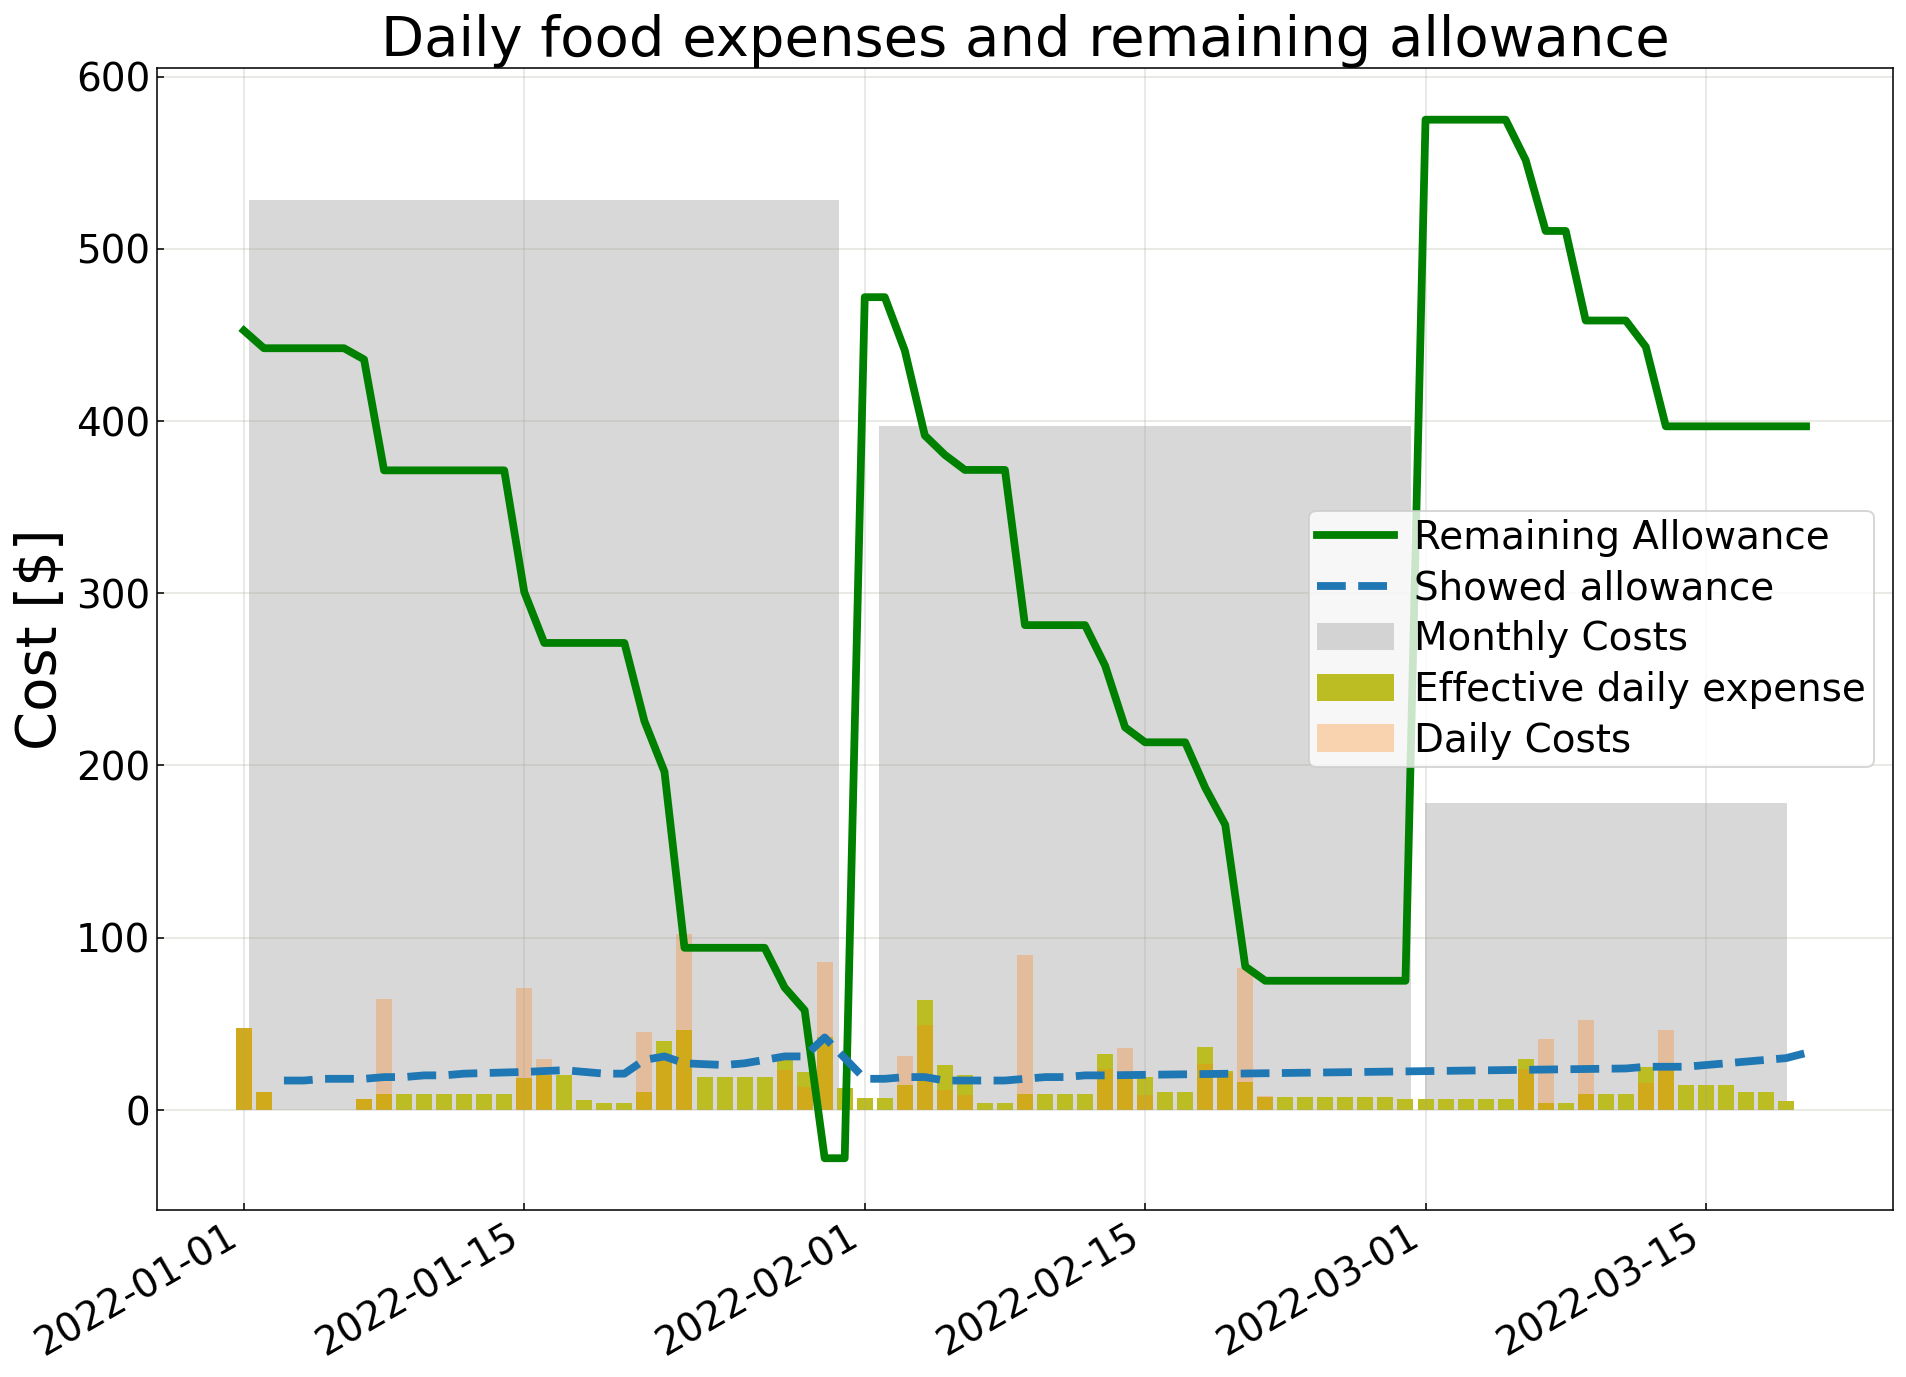 Daily food expenses and remaining allowance
Cost [$]
600
500
400
300
200
100
0
Remaining Allowance
Showed allowance
Monthly Costs
Effective daily expense
Daily Costs
2022-01-01
2022-01-15
2022-02-01
2022-02-15
2022-03-01
2022-03-15